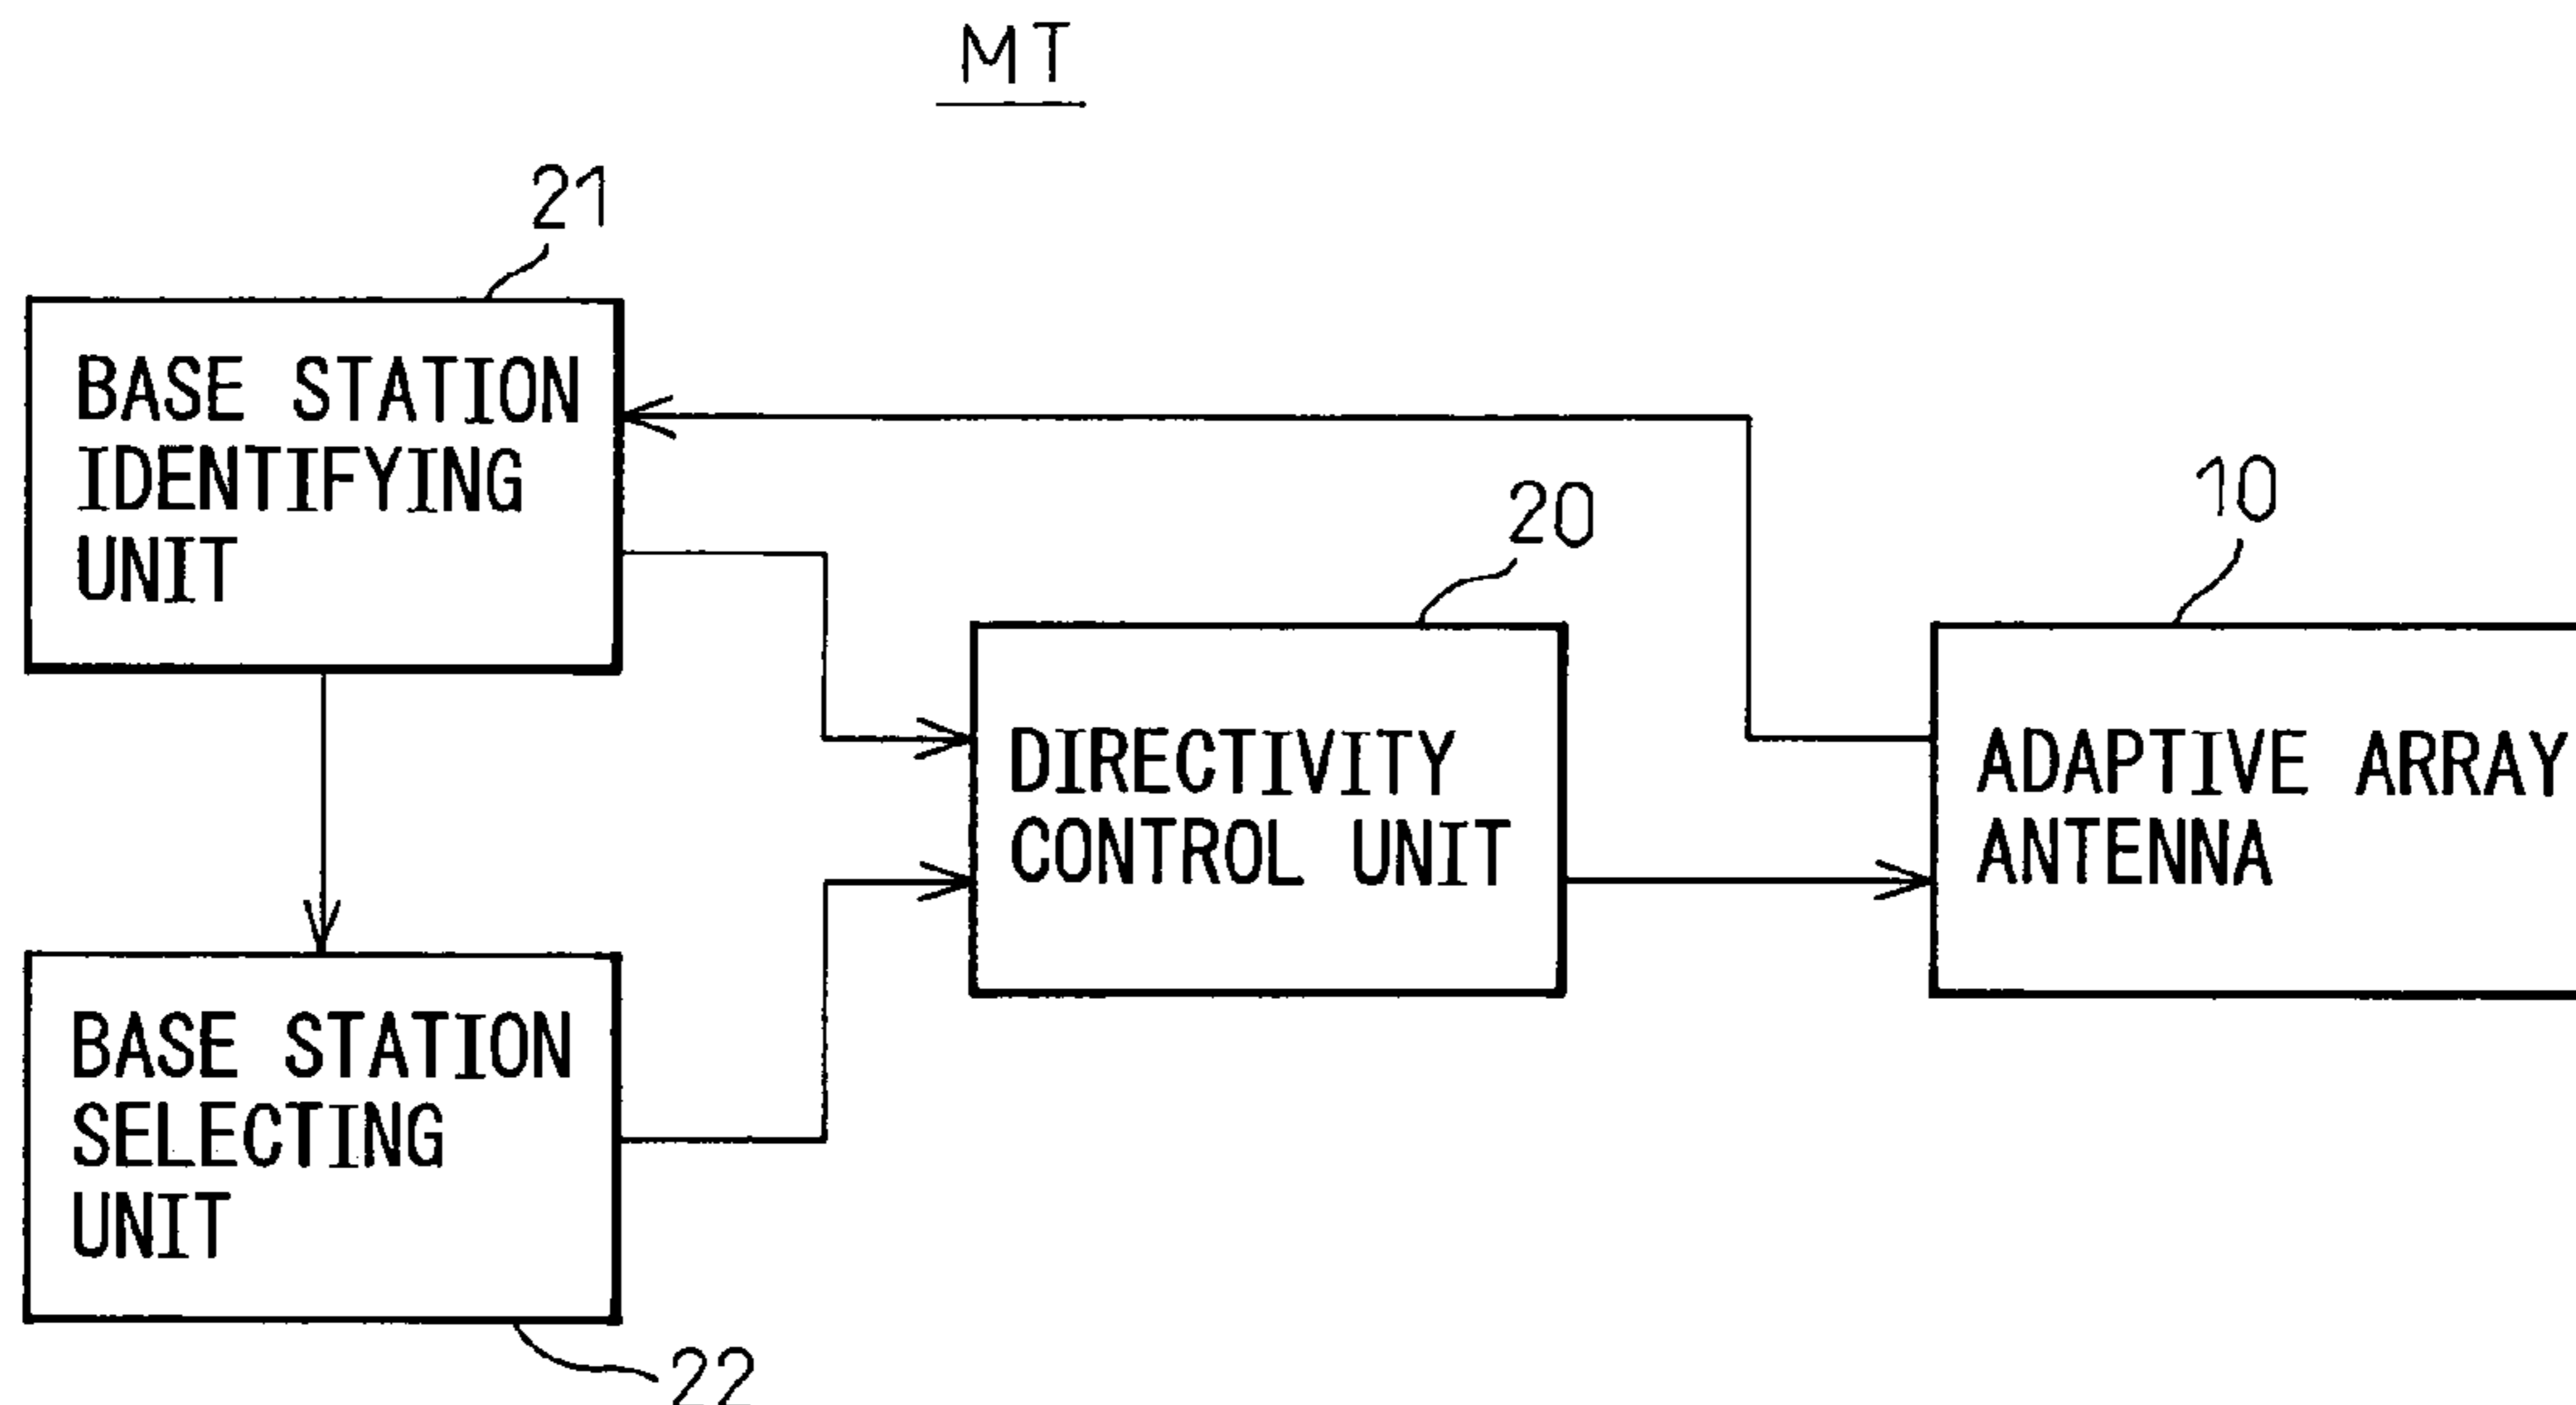 MT
21
BASE STATION
IDENTIFYING
UNIT
20
10
DIRECTIVITY
CONTROL UNIT
ADAPTIVE ARRAY
ANTENNA
BASE STATION
SELECTING
UNIT
22